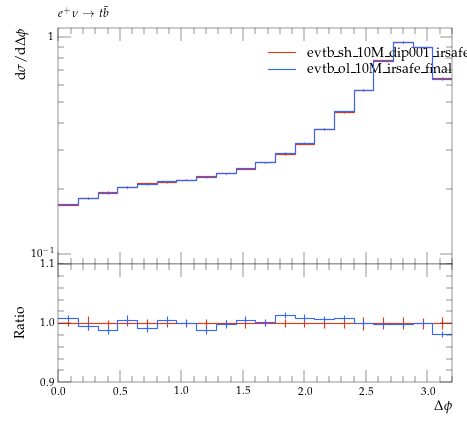 e⁺ν → tb̄
dσ/dΔϕ
1
evtb_sh_10M_dip001_irsafe
evtb_ol_10M_irsafe_final
10⁻¹
1.1
Ratio
1.0
0.9
0.0 0.5 1.0 1.5 2.0 2.5 3.0
Δϕ